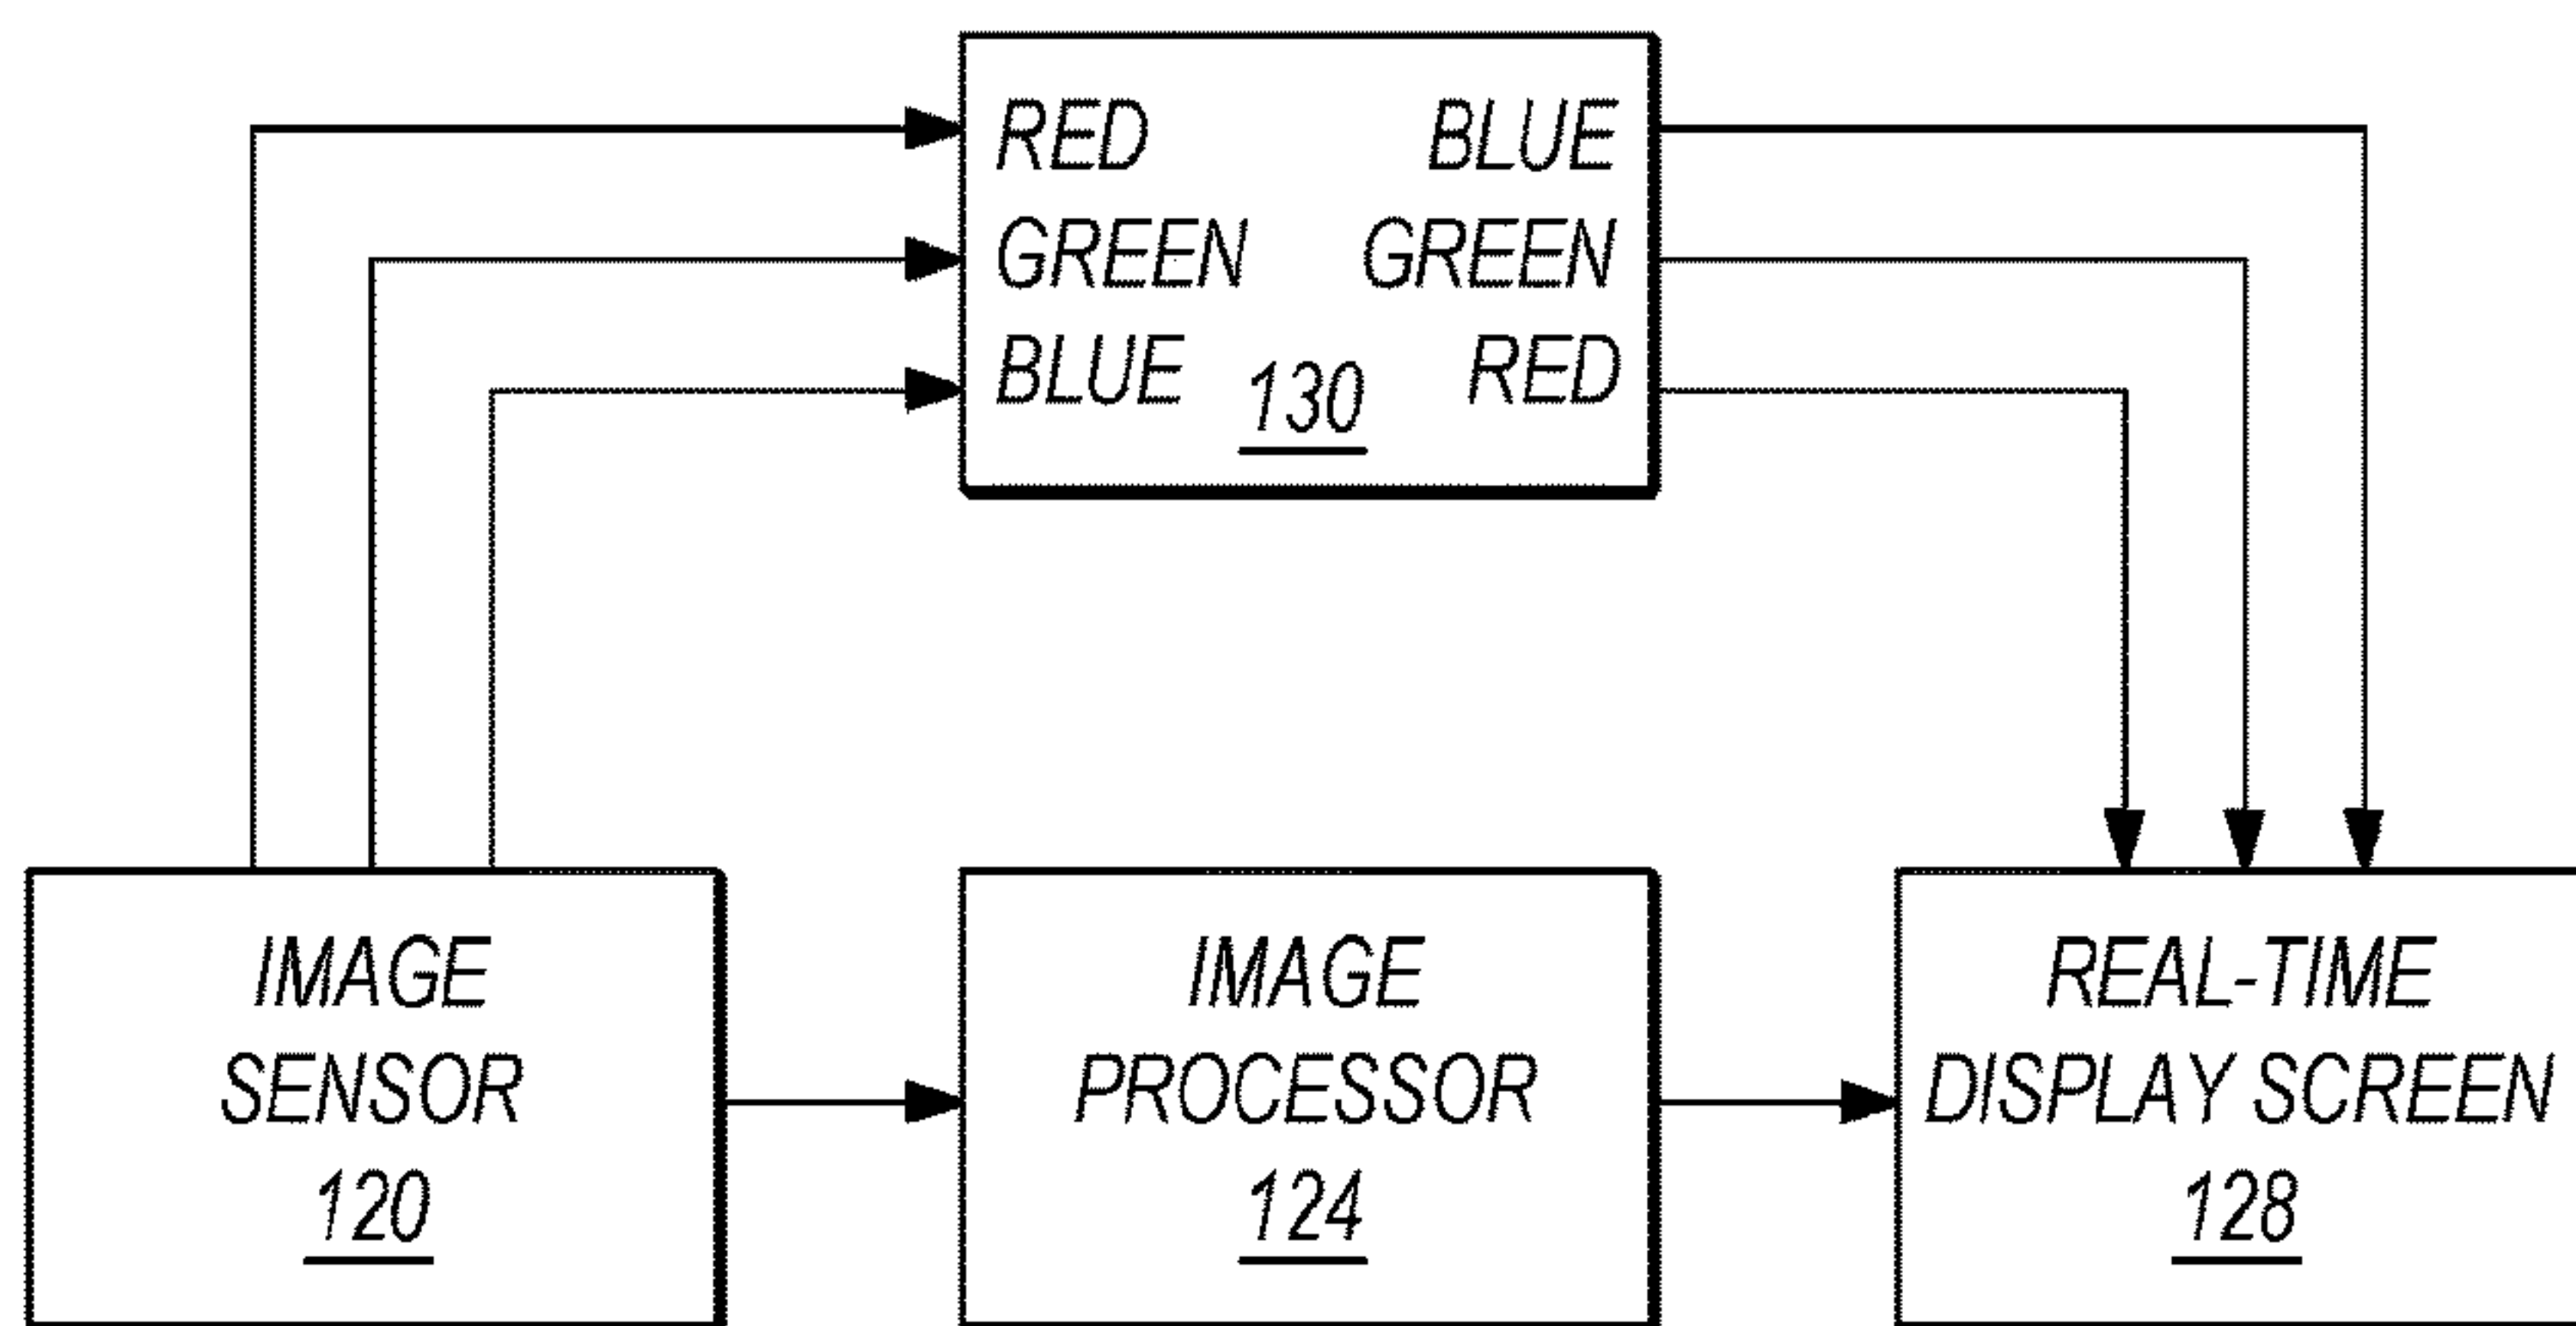 RED BLUE
GREEN GREEN
BLUE RED
130
IMAGE
SENSOR
120
IMAGE
PROCESSOR
124
REAL-TIME
DISPLAY SCREEN
128